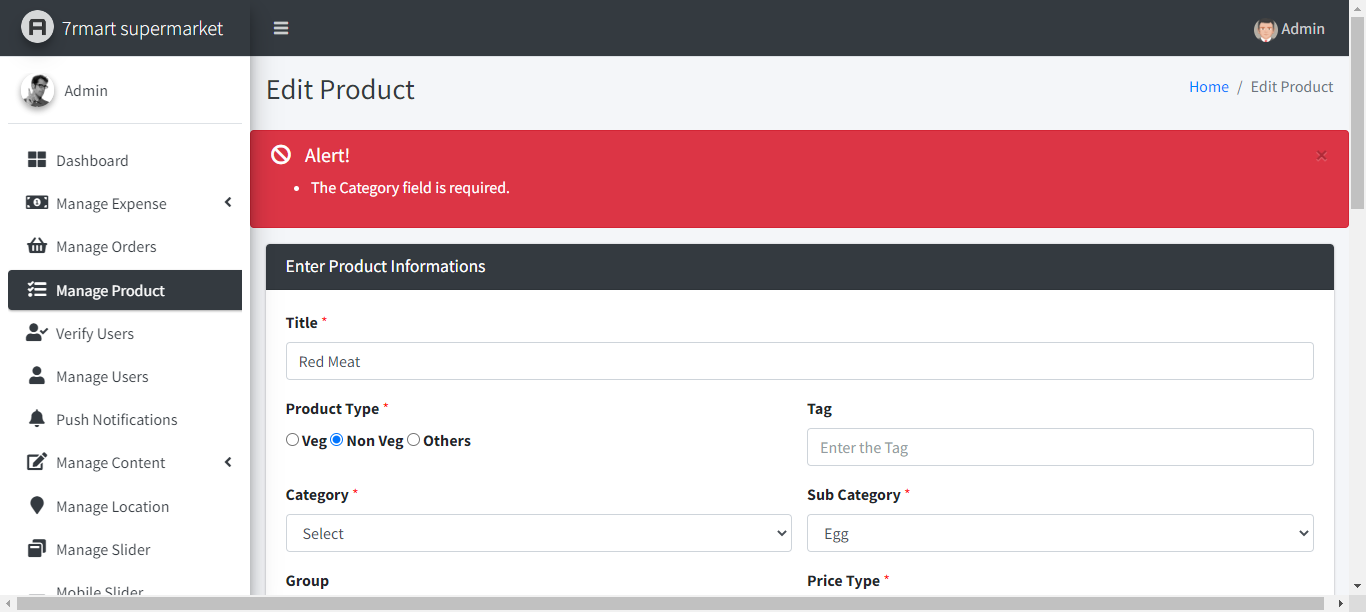 7rmart supermarket
Admin
Admin
Edit Product
Home / Edit Product
Alert!
×
The Category field is required.
Dashboard
Manage Expense
Manage Orders
Manage Product
Verify Users
Manage Users
Push Notifications
Manage Content
Manage Location
Manage Slider
Mobile Slider
Enter Product Informations
Title *
Red Meat
Product Type *
Tag
Veg Non Veg Others
Enter the Tag
Category *
Sub Category *
Select
Egg
Group
Price Type *